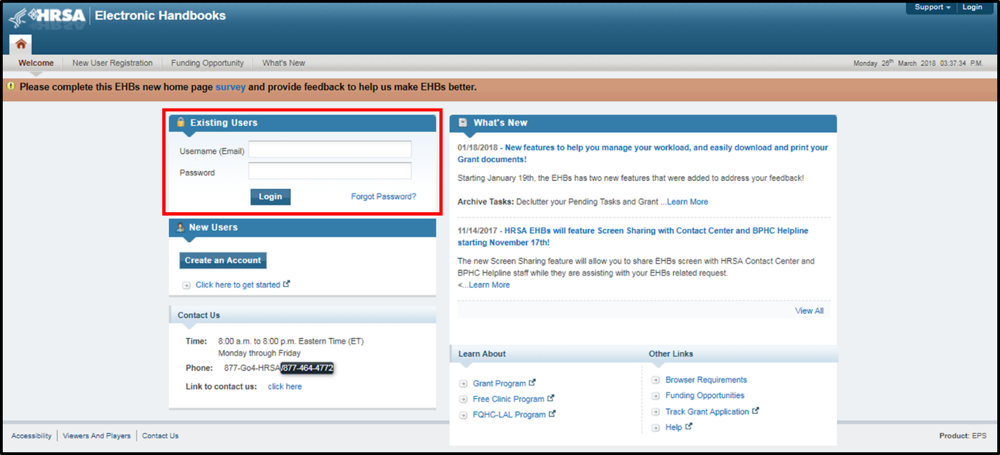 HRSA Electronic Handbooks
Support Login
Welcome New User Registration Funding Opportunity What's New
Monday 26th March 2018 03:37:34 P.M.
Please complete this EHBs new home page survey and provide feedback to help us make EHBs better.
Existing Users
Username (Email)
Password
Login Forgot Password?
New Users
Create an Account
Click here to get started
Contact Us
Time: 8:00 a.m. to 8:00 p.m. Eastern Time (ET)
Monday through Friday
Phone: 877-Go4-HRSA/877-464-4772
Link to contact us: click here
What's New
01/18/2018 - New features to help you manage your workload, and easily download and print your
Grant documents!
Starting January 19th, the EHBs has two new features that were added to address your feedback!
Archive Tasks: Declutter your Pending Tasks and Grant ...Learn More
11/14/2017 - HRSA EHBs will feature Screen Sharing with Contact Center and BPHC Helpline
starting November 17th!
The new Screen Sharing feature will allow you to share EHBs screen with HRSA Contact Center and
BPHC Helpline staff while they are assisting with your EHBs related request.
<...Learn More
View All
Learn About
Grant Program
Free Clinic Program
FQHC-LAL Program
Other Links
Browser Requirements
Funding Opportunities
Track Grant Application
Help
Accessibility Viewers And Players Contact Us
Product: EPS